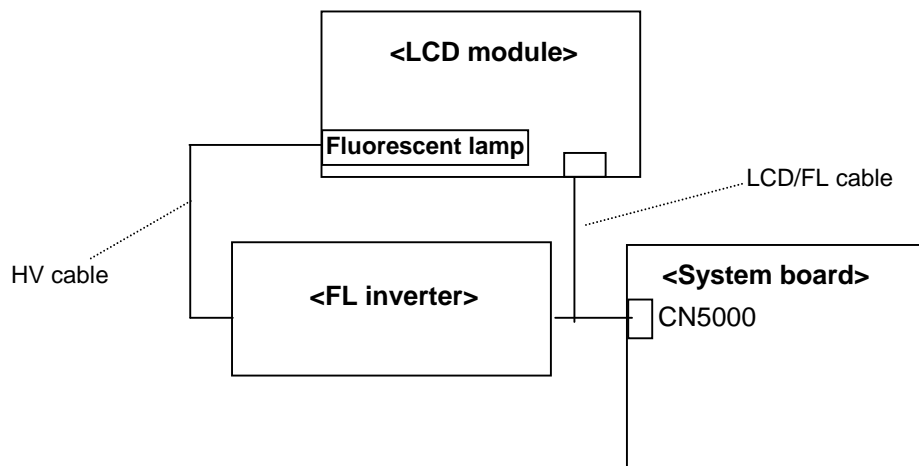 <LCD module>
Fluorescent lamp
LCD/FL cable
HV cable
<FL inverter>
<System board>
CN5000